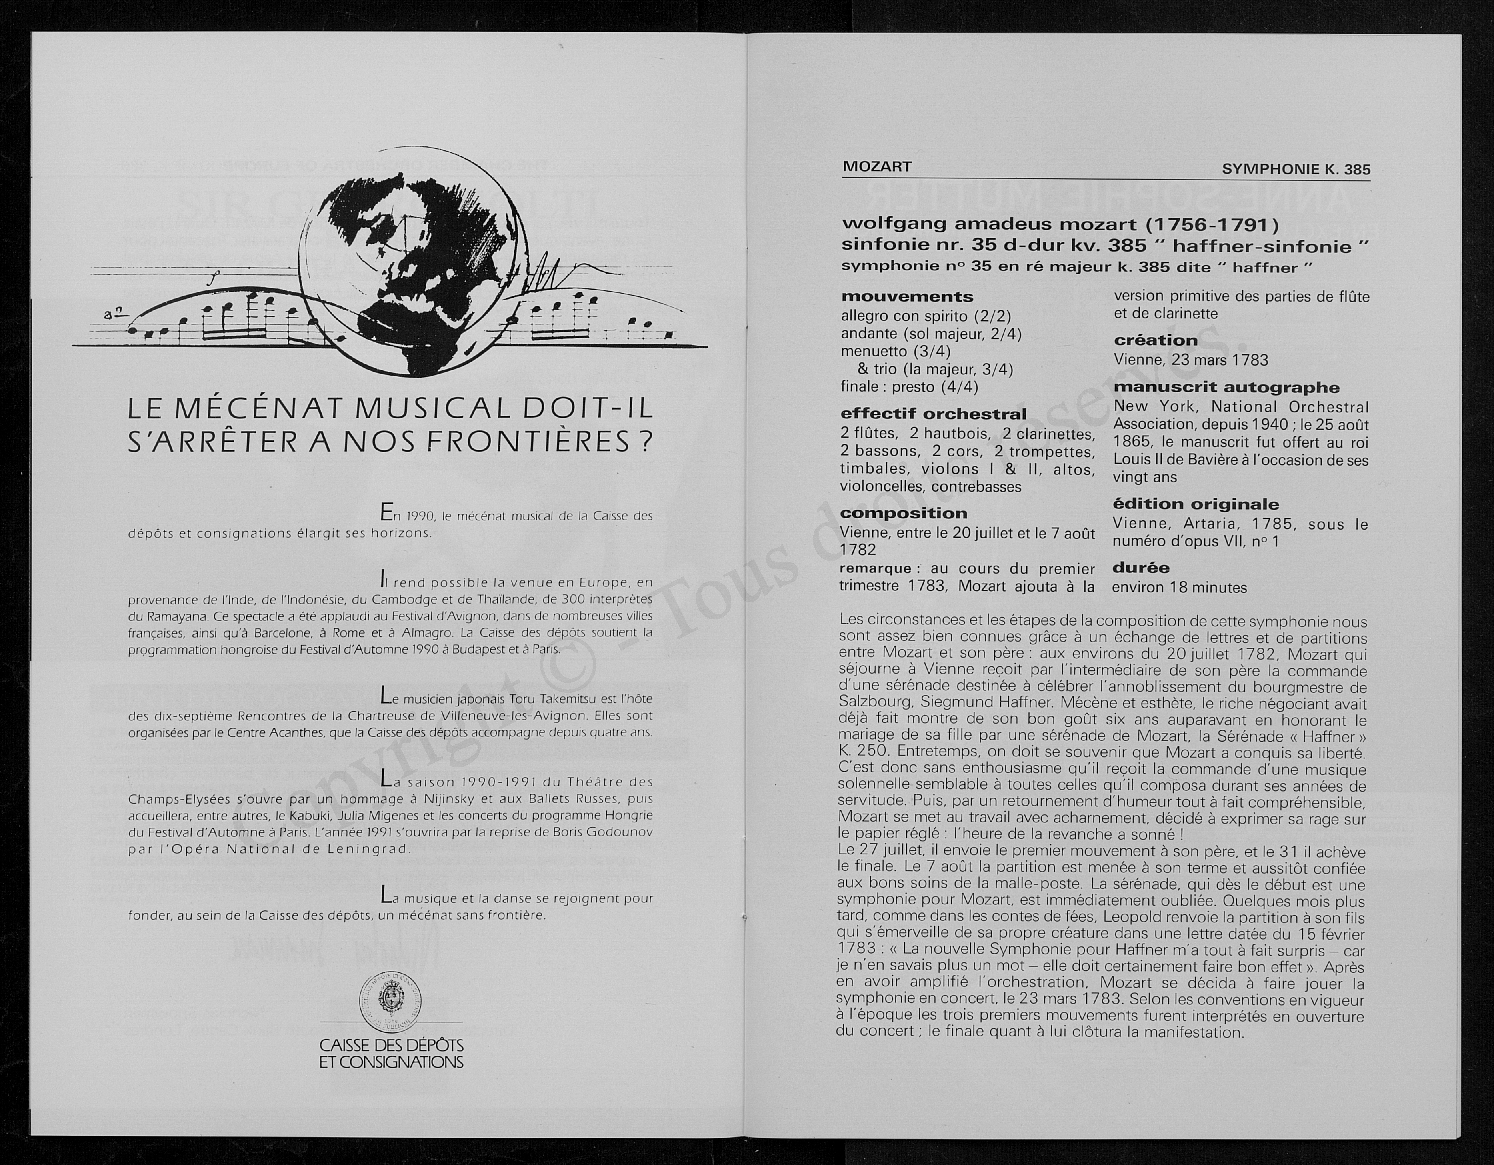 LE MÉCÉNAT MUSICAL DOIT-IL
S'ARRÊTER A NOS FRONTIÈRES ?
En 1990, le mécénat musical de la Caisse des
dépôts et consignations élargit ses horizons.
Il rend possible la venue en Europe, en
provenance de l'Inde, de l'Indonésie, du Cambodge et de Thaïlande, de 300 interprètes
du Ramayana. Ce spectacle a été applaudi au Festival d'Avignon, dans de nombreuses villes
françaises, ainsi qu'à Barcelone, à Rome et à Almagro. La Caisse des dépôts soutient la
programmation hongroise du Festival d'Automne 1990 à Budapest et à Paris.
Le musicien japonais Toru Takemitsu est l'hôte
des dix-septième Rencontres de la Chartreuse de Villeneuve-les-Avignon. Elles sont
organisées par le Centre Acanthes, que la Caisse des dépôts accompagne depuis quatre ans.
La saison 1990-1991 du Théâtre des
Champs-Elysées s'ouvre par un hommage à Nijinsky et aux Ballets Russes, puis
accueillera, entre autres, le Kabuki, Julia Migenes et les concerts du programme Hongrie
du Festival d'Automne à Paris. L'année 1991 s'ouvrira par la reprise de Boris Godounov
par l'Opéra National de Leningrad.
La musique et la danse se rejoignent pour
fonder, au sein de la Caisse des dépôts, un mécénat sans frontière.
CAISSE DES DÉPÔTS
ET CONSIGNATIONS
MOZART SYMPHONIE K. 385
wolfgang amadeus mozart (1756-1791)
sinfonie nr. 35 d-dur kv. 385 " haffner-sinfonie "
symphonie nº 35 en ré majeur k. 385 dite " haffner "
mouvements
allegro con spirito (2/2)
andante (sol majeur, 2/4)
menuetto (3/4)
& trio (la majeur, 3/4)
finale : presto (4/4)
effectif orchestral
2 flûtes, 2 hautbois, 2 clarinettes,
2 bassons, 2 cors, 2 trompettes,
timbales, violons I & II, altos,
violoncelles, contrebasses
composition
Vienne, entre le 20 juillet et le 7 août
1782
remarque : au cours du premier
trimestre 1783, Mozart ajouta à la
version primitive des parties de flûte
et de clarinette
création
Vienne, 23 mars 1783
manuscrit autographe
New York, National Orchestral
Association, depuis 1940 ; le 25 août
1865, le manuscrit fut offert au roi
Louis II de Bavière à l'occasion de ses
vingt ans
édition originale
Vienne, Artaria, 1785, sous le
numéro d'opus VII, nº 1
durée
environ 18 minutes
Les circonstances et les étapes de la composition de cette symphonie nous
sont assez bien connues grâce à un échange de lettres et de partitions
entre Mozart et son père : aux environs du 20 juillet 1782, Mozart qui
séjourne à Vienne reçoit par l'intermédiaire de son père la commande
d'une sérénade destinée à célébrer l'annoblissement du bourgmestre de
Salzbourg, Siegmund Haffner. Mécène et esthète, le riche négociant avait
déjà fait montre de son bon goût six ans auparavant en honorant le
mariage de sa fille par une sérénade de Mozart, la Sérénade « Haffner »
K. 250. Entretemps, on doit se souvenir que Mozart a conquis sa liberté.
C'est donc sans enthousiasme qu'il reçoit la commande d'une musique
solennelle semblable à toutes celles qu'il composa durant ses années de
servitude. Puis, par un retournement d'humeur tout à fait compréhensible,
Mozart se met au travail avec acharnement, décidé à exprimer sa rage sur
le papier réglé : l'heure de la revanche a sonné !
Le 27 juillet, il envoie le premier mouvement à son père, et le 31 il achève
le finale. Le 7 août la partition est menée à son terme et aussitôt confiée
aux bons soins de la malle-poste. La sérénade, qui dès le début est une
symphonie pour Mozart, est immédiatement oubliée. Quelques mois plus
tard, comme dans les contes de fées, Leopold renvoie la partition à son fils
qui s'émerveille de sa propre créature dans une lettre datée du 15 février
1783 : « La nouvelle Symphonie pour Haffner m'a tout à fait surpris – car
je n'en savais plus un mot – elle doit certainement faire bon effet ». Après
en avoir amplifié l'orchestration, Mozart se décida à faire jouer la
symphonie en concert, le 23 mars 1783. Selon les conventions en vigueur
à l'époque les trois premiers mouvements furent interprétés en ouverture
du concert ; le finale quant à lui clôtura la manifestation.
Copyright © - Tous droits réservés.